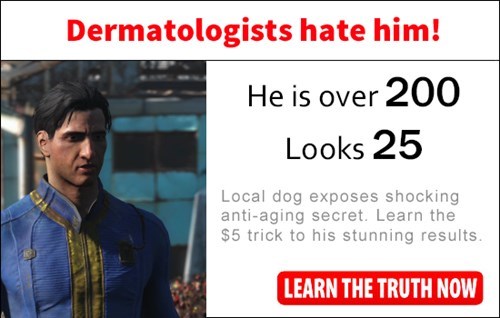 Dermatologists hate him!
He is over 200
Looks 25
Local dog exposes shocking
anti-aging secret. Learn the
$5 trick to his stunning results.
LEARN THE TRUTH NOW